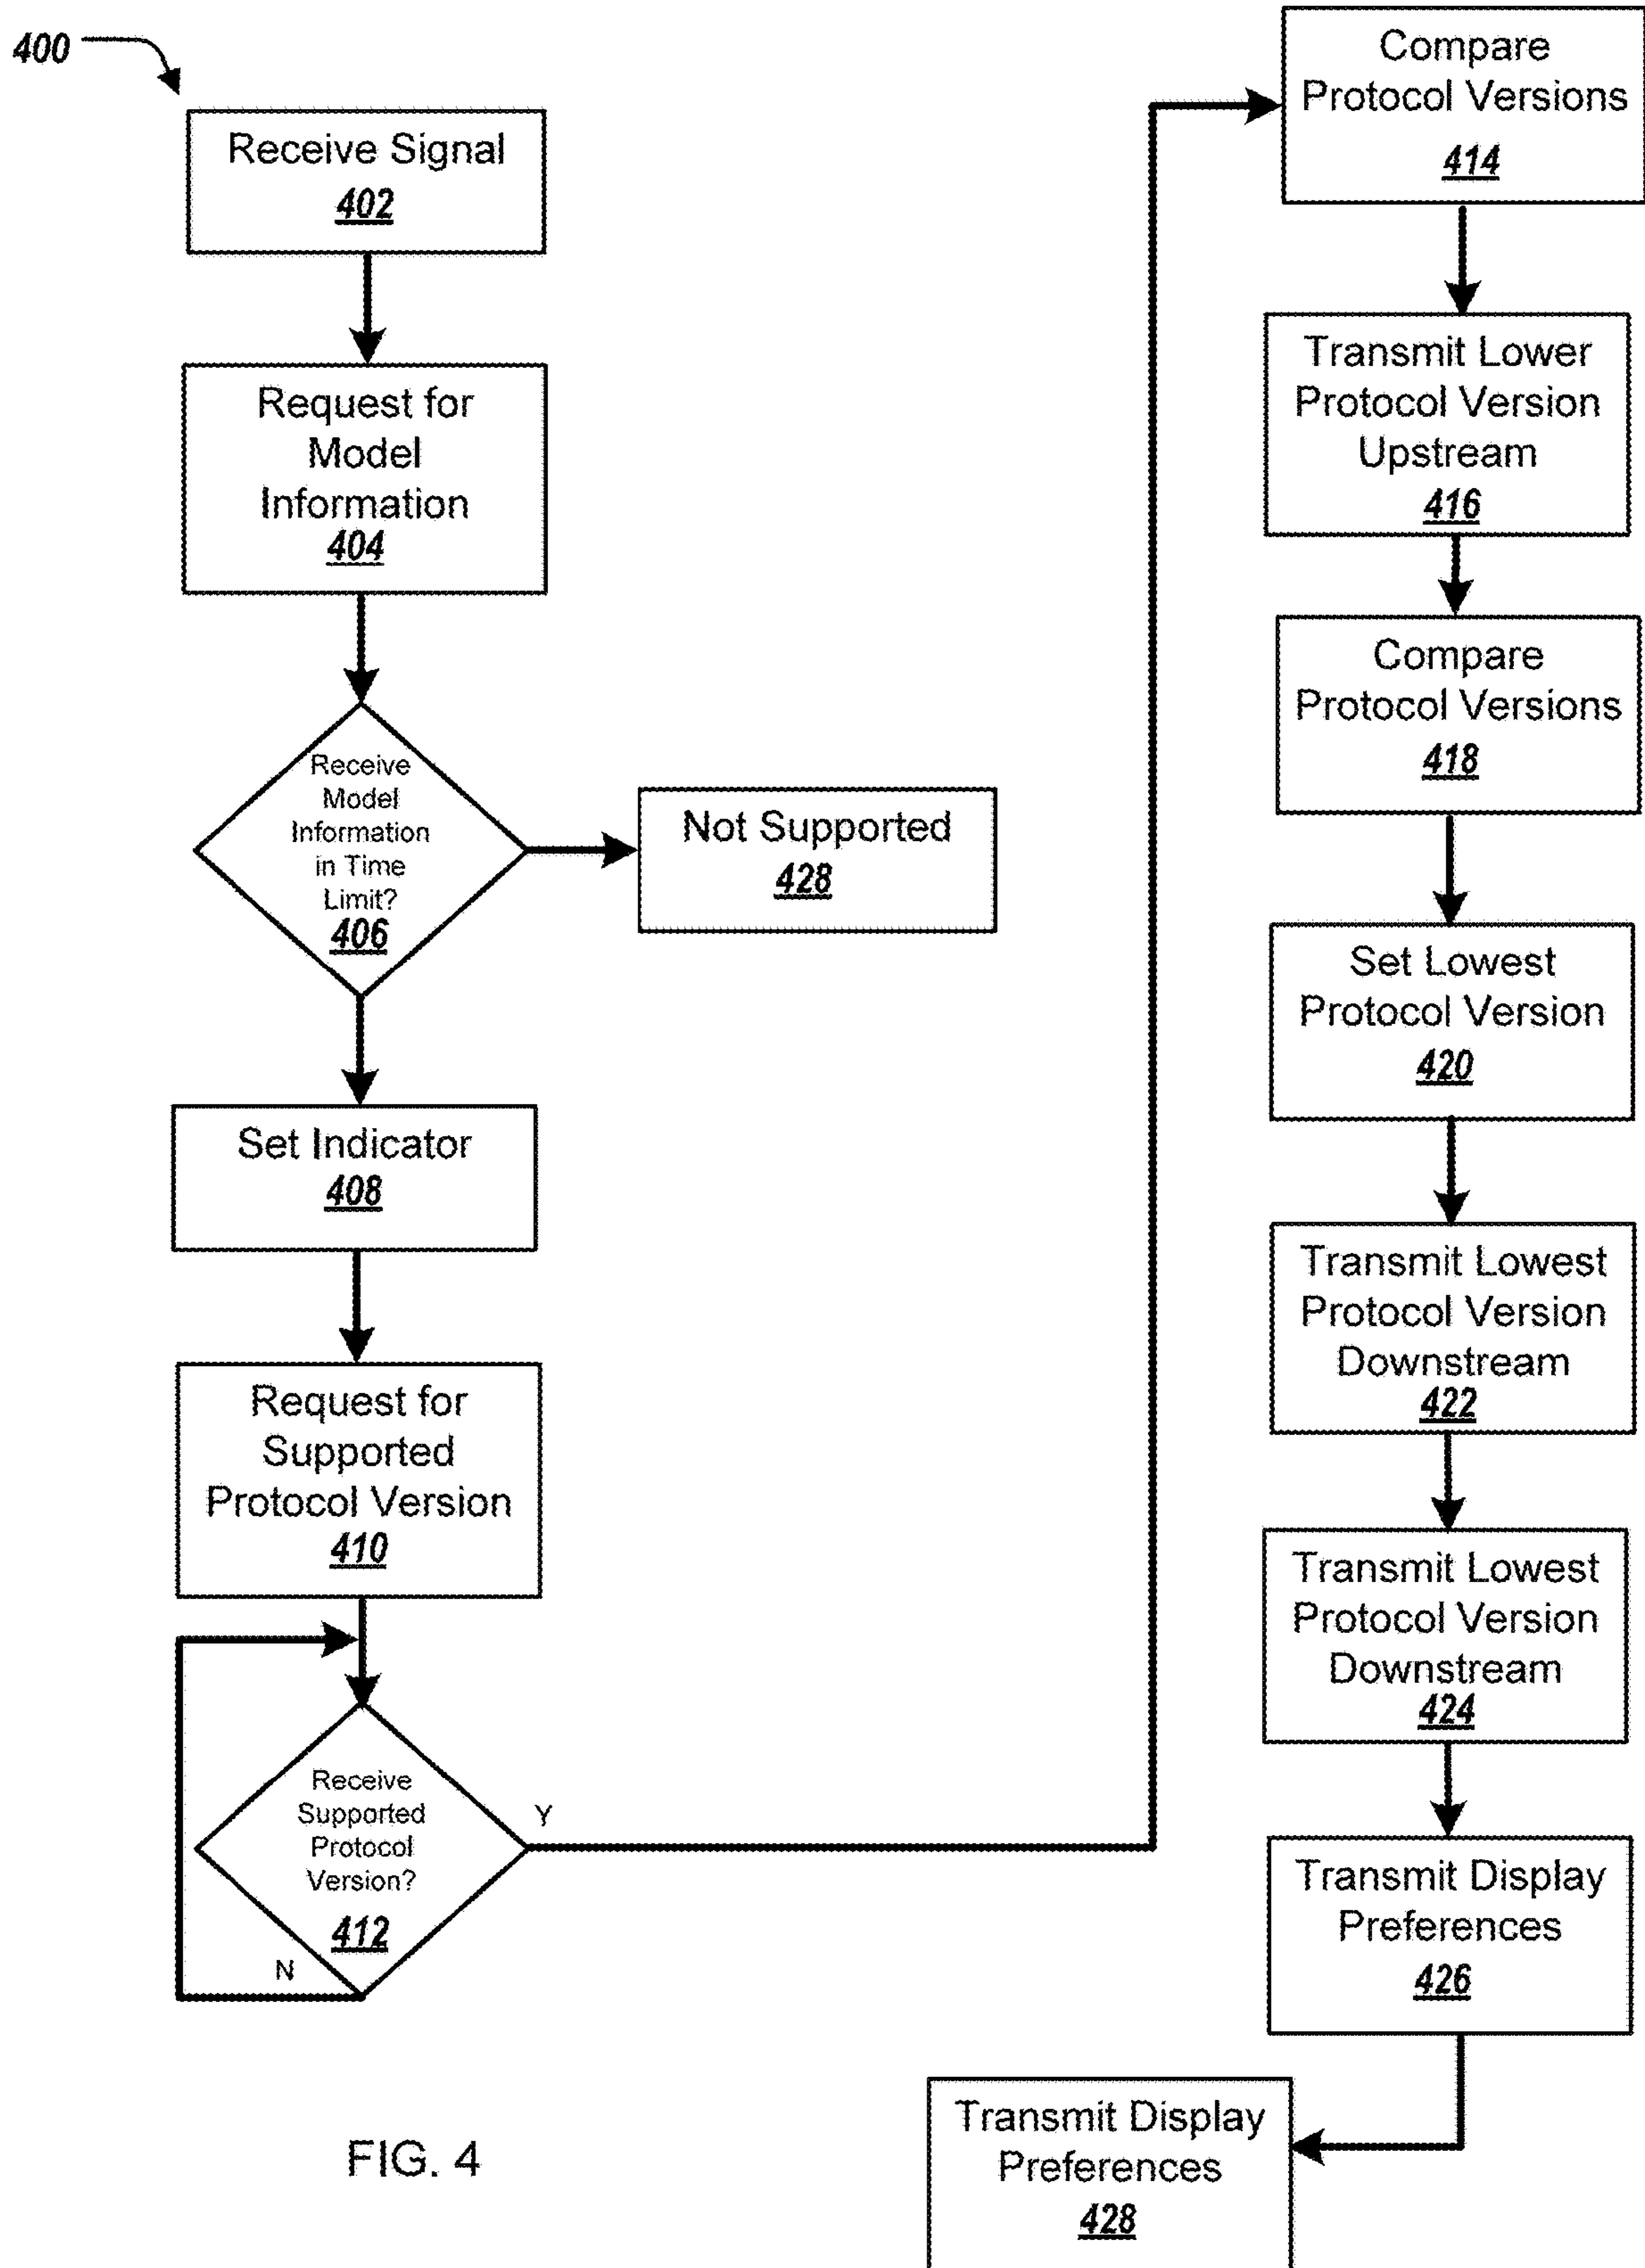 400
Receive Signal
402
Request for
Model
Information
404
Receive
Model
Information
in Time
Limit?
406
Not Supported
428
Set Indicator
408
Request for
Supported
Protocol Version
410
Receive
Supported
Protocol
Version?
412
Y
N
Compare
Protocol Versions
414
Transmit Lower
Protocol Version
Upstream
416
Compare
Protocol Versions
418
Set Lowest
Protocol Version
420
Transmit Lowest
Protocol Version
Downstream
422
Transmit Lowest
Protocol Version
Downstream
424
Transmit Display
Preferences
426
Transmit Display
Preferences
428
FIG. 4